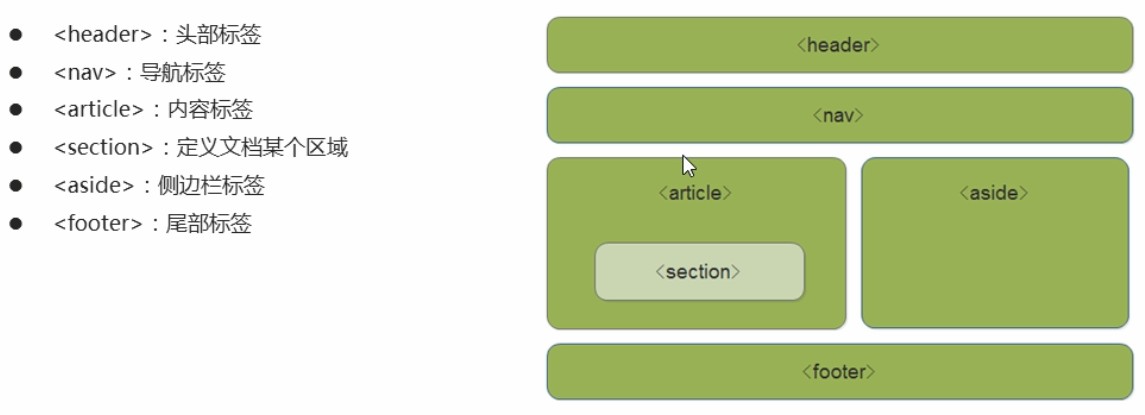 ● <header>：头部标签
● <nav>：导航标签
● <article>：内容标签
● <section>：定义文档某个区域
● <aside>：侧边栏标签
● <footer>：尾部标签
<header>
<nav>
<article>
<section>
<aside>
<footer>